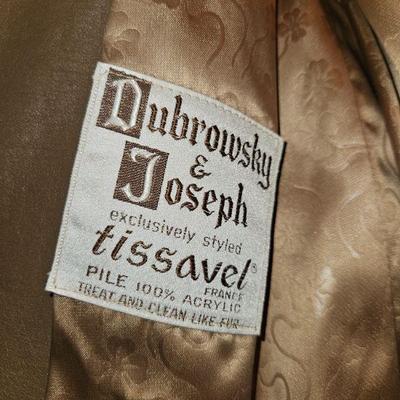 Dubrowsky
&
Joseph
exclusively styled
tissavel®
FRANCE
PILE 100% ACRYLIC
TREAT AND CLEAN LIKE FUR